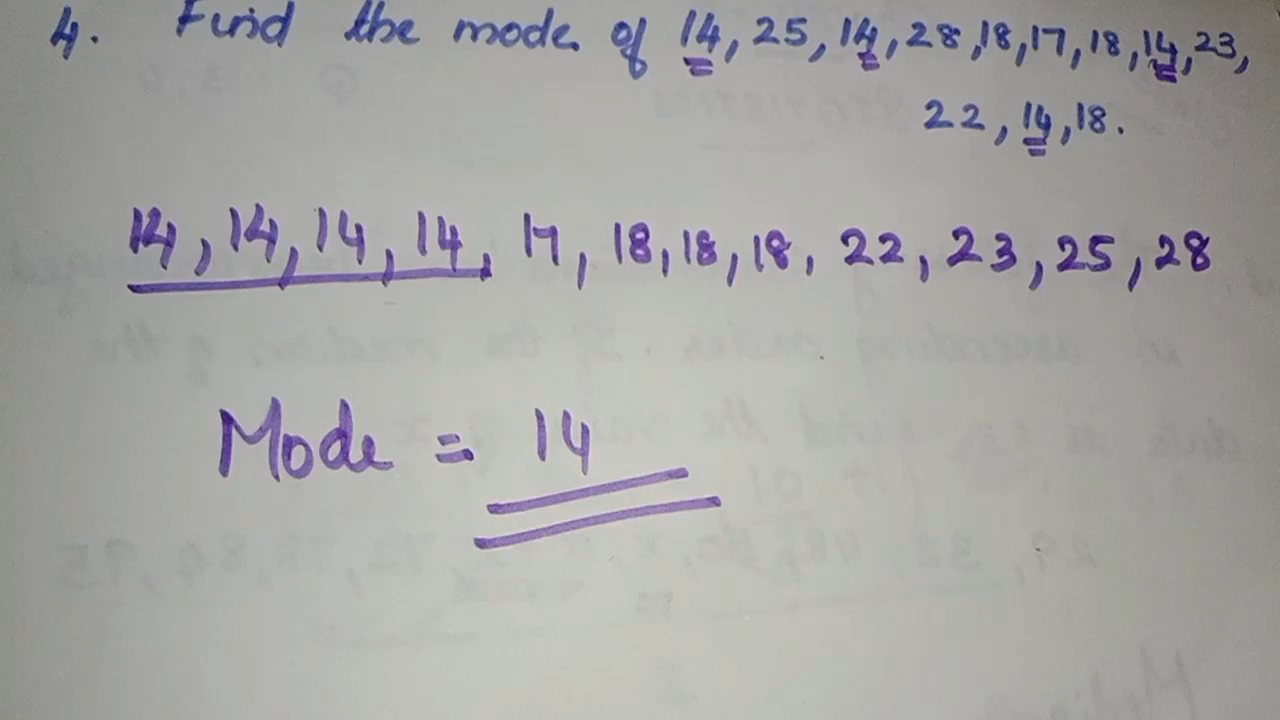 4. Find the mode of 14, 25, 14, 28, 18, 17, 18, 14, 23,
22, 14, 18.
14, 14, 14, 14, 17, 18, 18, 18, 22, 23, 25, 28
Mode = 14